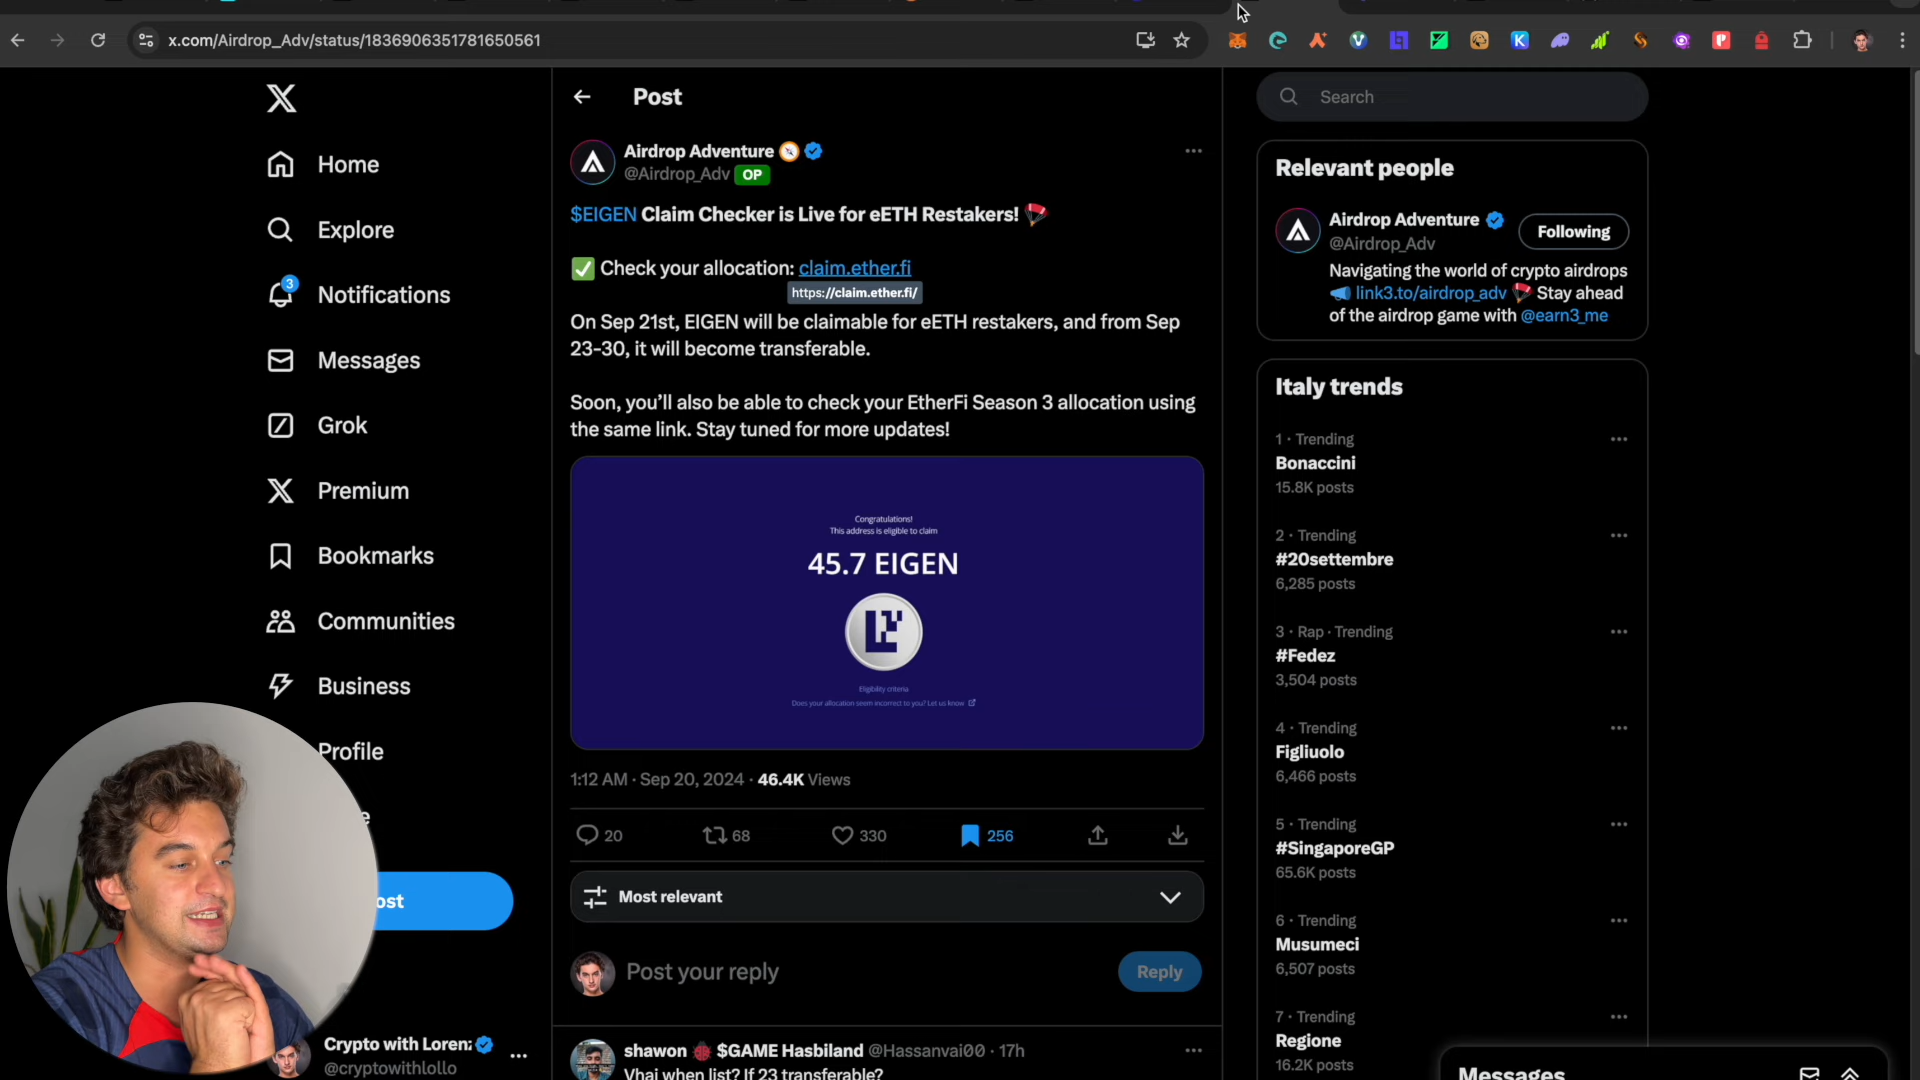 x.com/Airdrop_Adv/status/1836906351781650561
Home
Explore
3
Notifications
Messages
Grok
Premium
Bookmarks
Communities
Business
Profile
ost
Crypto with Loren
@cryptowithlollo
Post
Airdrop Adventure
@Airdrop_Adv OP
$EIGEN Claim Checker is Live for eETH Restakers!
Check your allocation: claim.ether.fi
https://claim.ether.fi/
On Sep 21st, EIGEN will be claimable for eETH restakers, and from Sep
23-30, it will become transferable.
Soon, you’ll also be able to check your EtherFi Season 3 allocation using
the same link. Stay tuned for more updates!
Congratulations!
This address is eligible to claim
45.7 EIGEN
Eligibility criteria
Does your allocation seem incorrect to you? Let us know
1:12 AM · Sep 20, 2024 · 46.4K Views
20
68
330
256
Most relevant
Post your reply
Reply
shawon $GAME Hasbiland @Hassanvai00 · 17h
Vhai when list? If 23 transferable?
Search
Relevant people
Airdrop Adventure
@Airdrop_Adv
Following
Navigating the world of crypto airdrops
link3.to/airdrop_adv Stay ahead
of the airdrop game with @earn3_me
Italy trends
1 · Trending
Bonaccini
15.8K posts
2 · Trending
#20settembre
6,285 posts
3 · Rap · Trending
#Fedez
3,504 posts
4 · Trending
Figliuolo
6,466 posts
5 · Trending
#SingaporeGP
65.6K posts
6 · Trending
Musumeci
6,507 posts
7 · Trending
Regione
16.2K posts
Messages